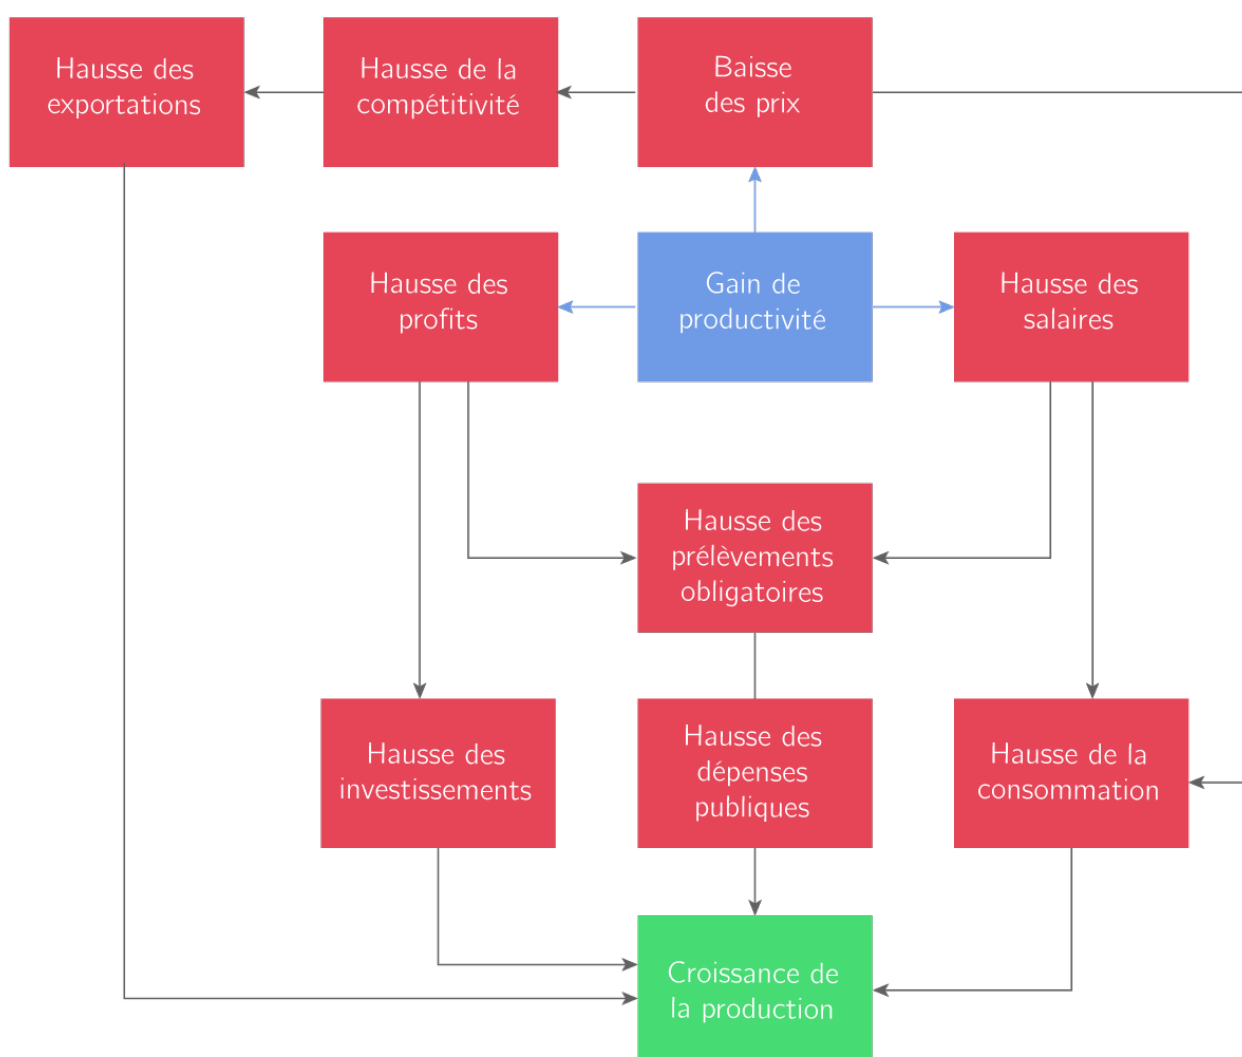 Hausse des
exportations
Hausse de la
compétitivité
Baisse
des prix
Hausse des
profits
Gain de
productivité
Hausse des
salaires
Hausse des
prélèvements
obligatoires
Hausse des
investissements
Hausse des
dépenses
publiques
Hausse de la
consommation
Croissance de
la production